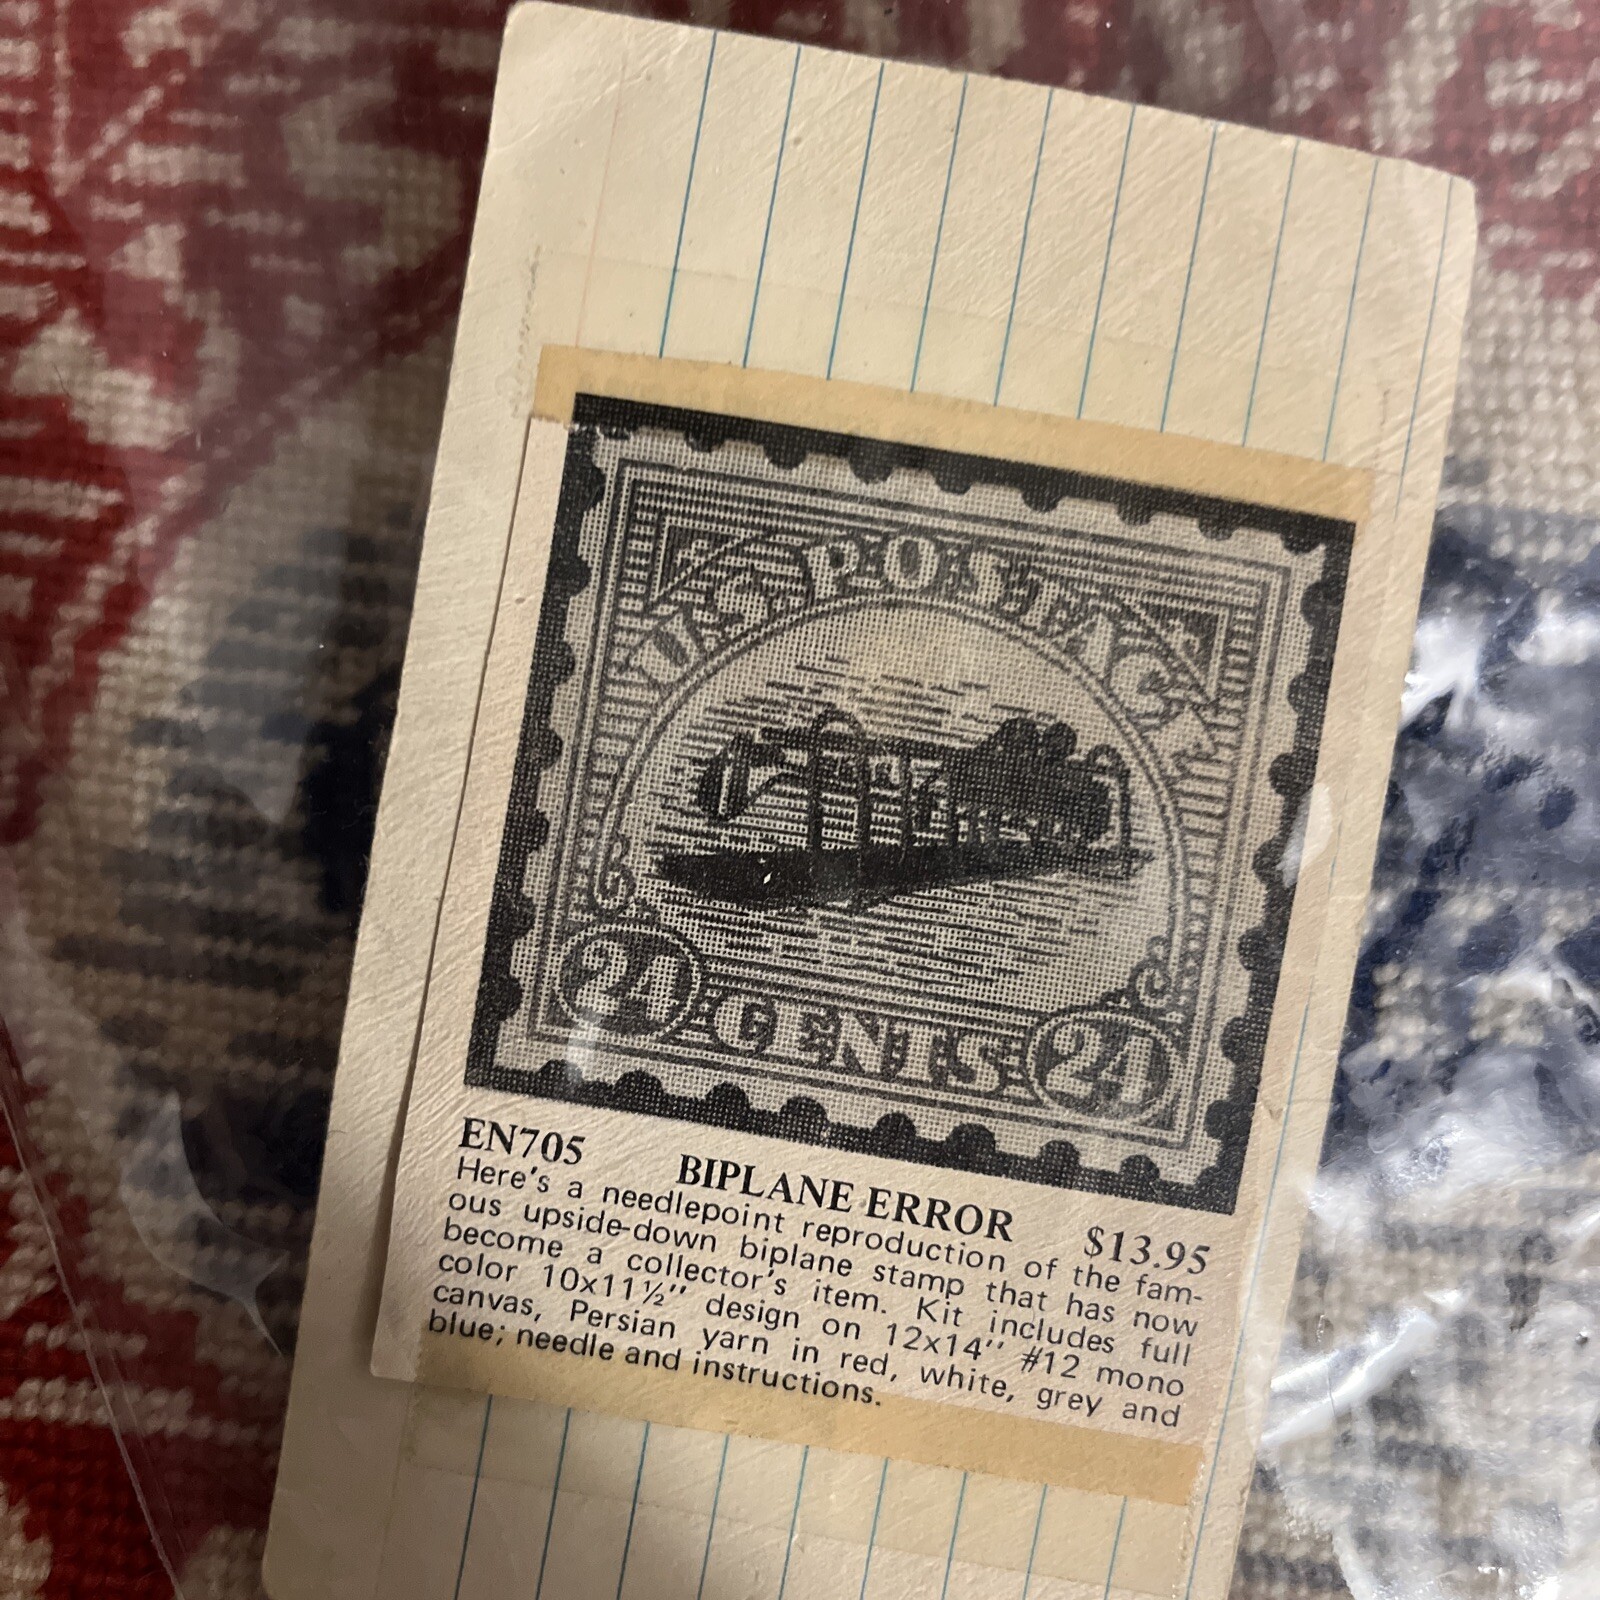 U.S. POSTAGE
24 CENTS 24
EN705 BIPLANE ERROR $13.95
Here's a needlepoint reproduction of the fam-
ous upside-down biplane stamp that has now
become a collector's item. Kit includes full
color 10x11½" design on 12x14" #12 mono
canvas, Persian yarn in red, white, grey and
blue; needle and instructions.